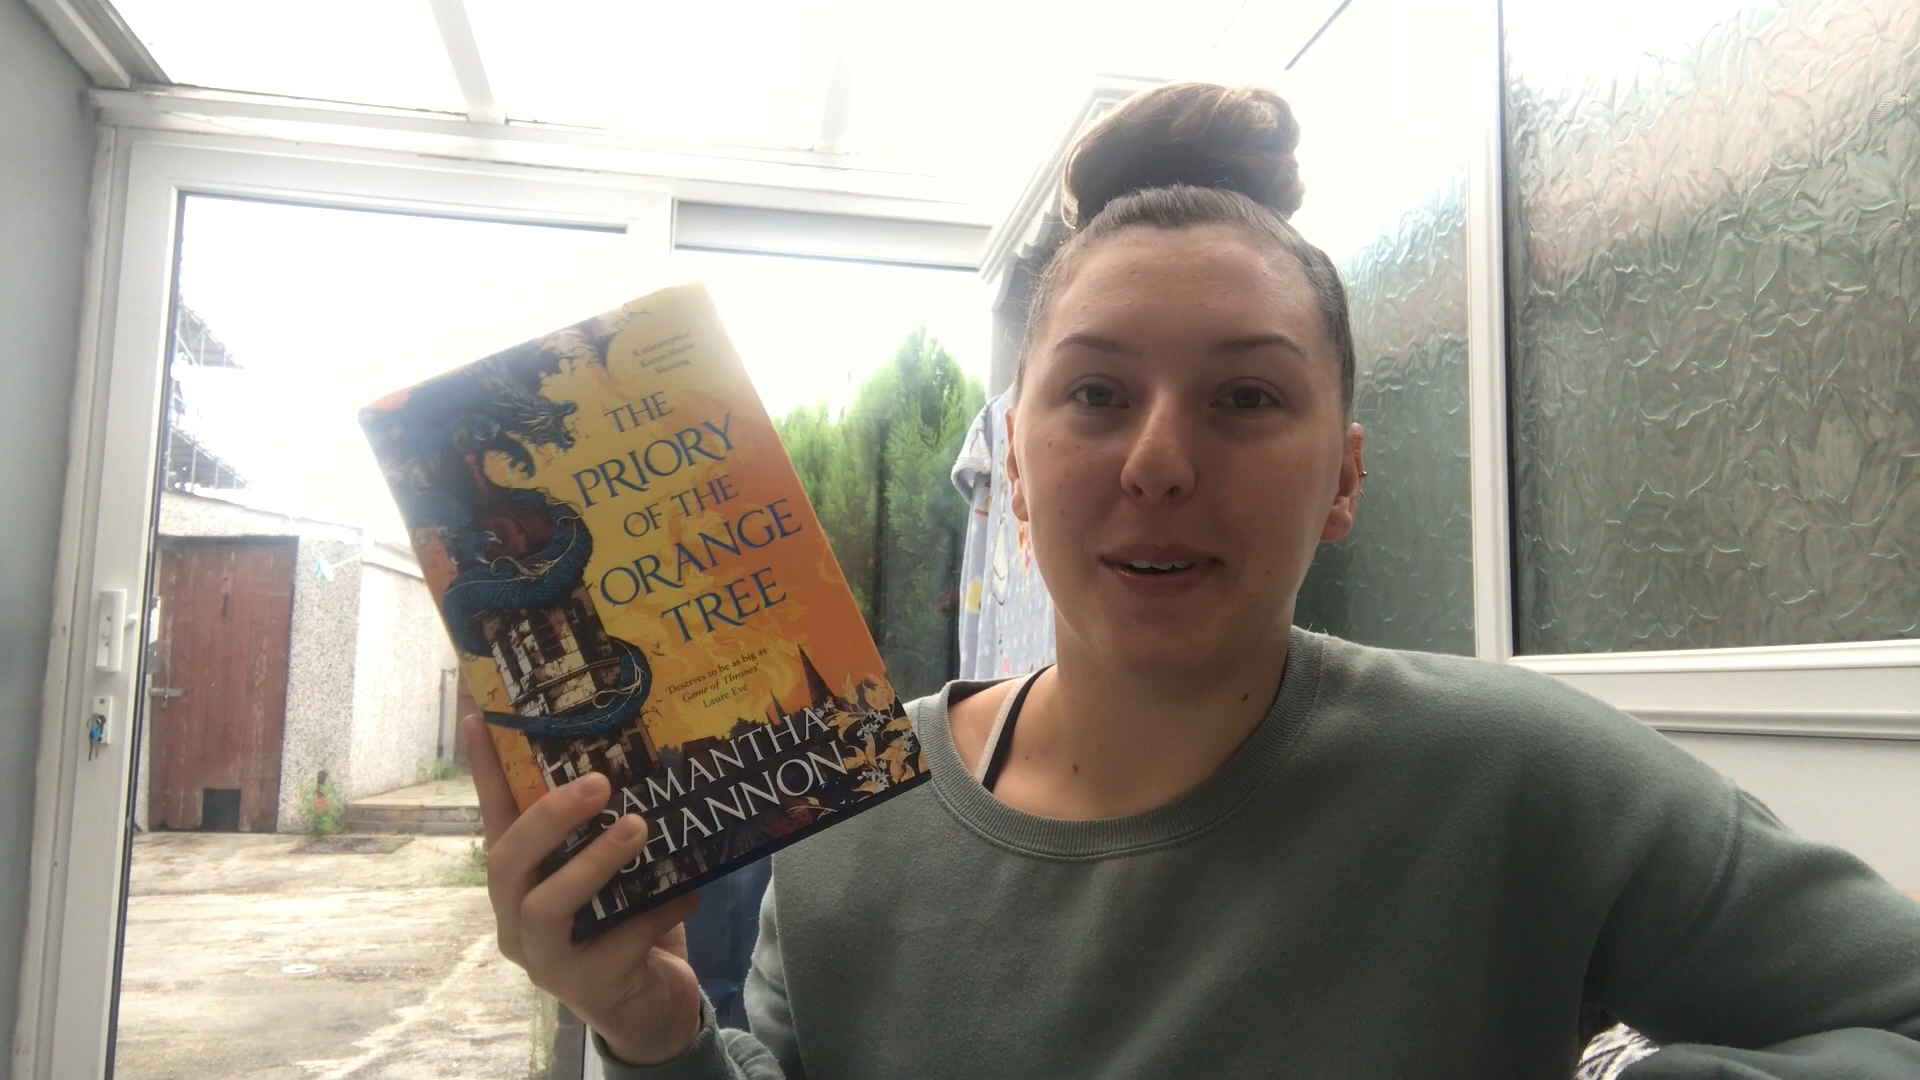 THE
PRIORY
OF THE
ORANGE
TREE
'Deserves to be as big as
Game of Thrones'
Laure Eve
SAMANTHA
SHANNON